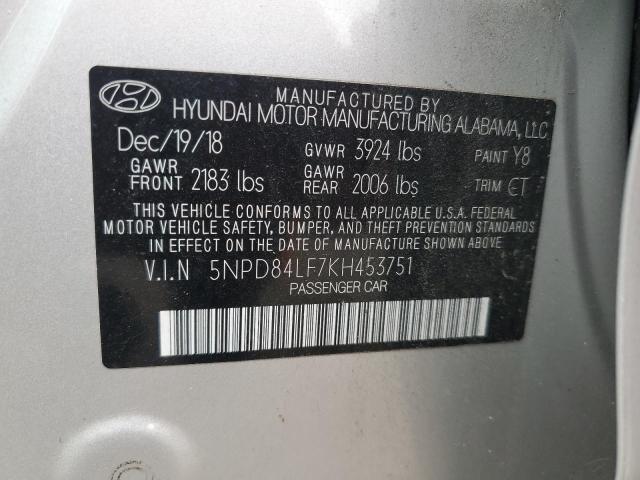 MANUFACTURED BY
HYUNDAI MOTOR MANUFACTURING ALABAMA, LLC
Dec/19/18 GVWR 3924 lbs PAINT Y8
GAWR FRONT 2183 lbs GAWR REAR 2006 lbs TRIM ET
THIS VEHICLE CONFORMS TO ALL APPLICABLE U.S.A. FEDERAL
MOTOR VEHICLE SAFETY, BUMPER, AND THEFT PREVENTION STANDARDS
IN EFFECT ON THE DATE OF MANUFACTURE SHOWN ABOVE.
V.I.N 5NPD84LF7KH453751
PASSENGER CAR